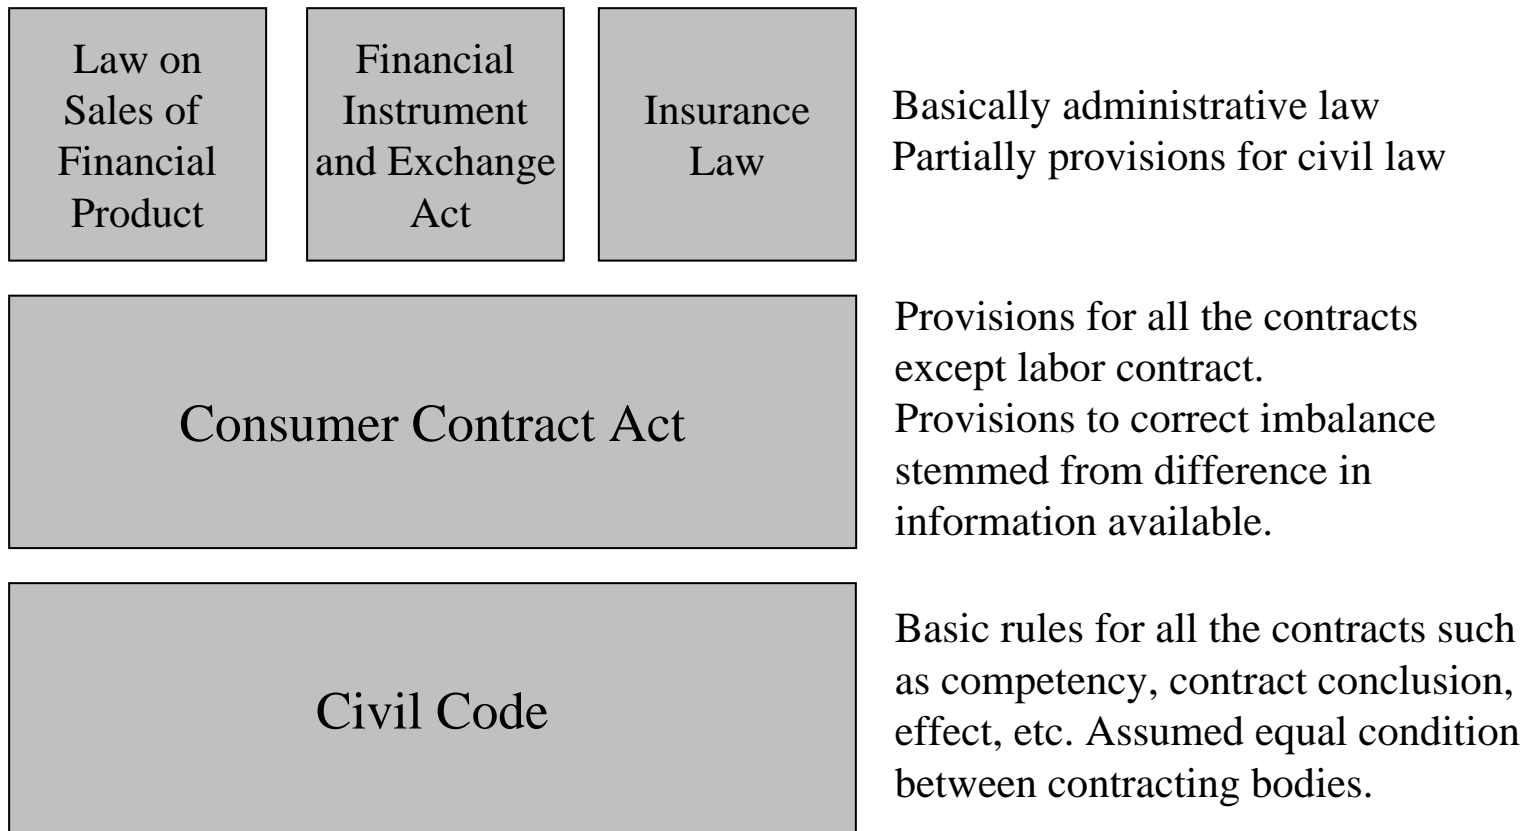 Law on
Sales of
Financial
Product
Financial
Instrument
and Exchange
Act
Insurance
Law
Basically administrative law
Partially provisions for civil law
Consumer Contract Act
Provisions for all the contracts
except labor contract.
Provisions to correct imbalance
stemmed from difference in
information available.
Civil Code
Basic rules for all the contracts such
as competency, contract conclusion,
effect, etc. Assumed equal condition
between contracting bodies.